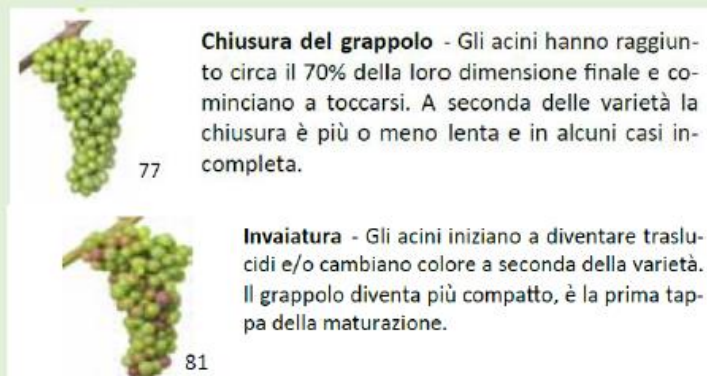 Chiusura del grappolo - Gli acini hanno raggiun-
to circa il 70% della loro dimensione finale e co-
minciano a toccarsi. A seconda delle varietà la
chiusura è più o meno lenta e in alcuni casi in-
completa.
77
Invaiatura - Gli acini iniziano a diventare traslu-
cidi e/o cambiano colore a seconda della varietà.
Il grappolo diventa più compatto, è la prima tap-
pa della maturazione.
81